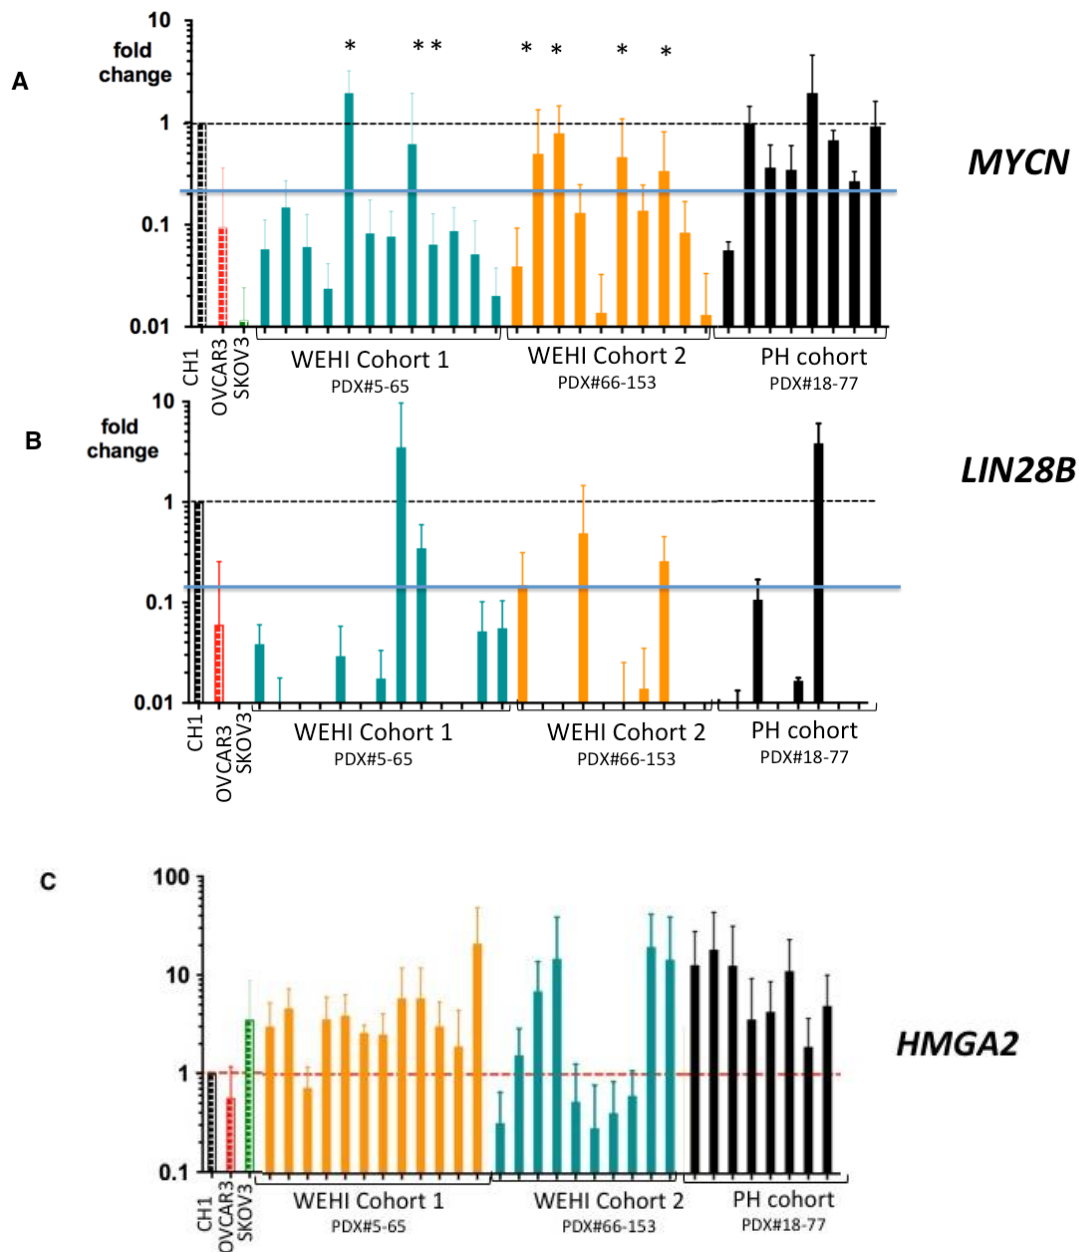 A
fold
change
10
1
0.1
0.01
* * * * * * *
MYCN
CH1
OVCAR3
SKOV3
WEHI Cohort 1
PDX#5-65
WEHI Cohort 2
PDX#66-153
PH cohort
PDX#18-77
B
fold
change
10
1
0.1
0.01
LIN28B
CH1
OVCAR3
SKOV3
WEHI Cohort 1
PDX#5-65
WEHI Cohort 2
PDX#66-153
PH cohort
PDX#18-77
C
100
10
1
0.1
HMGA2
CH1
OVCAR3
SKOV3
WEHI Cohort 1
PDX#5-65
WEHI Cohort 2
PDX#66-153
PH cohort
PDX#18-77